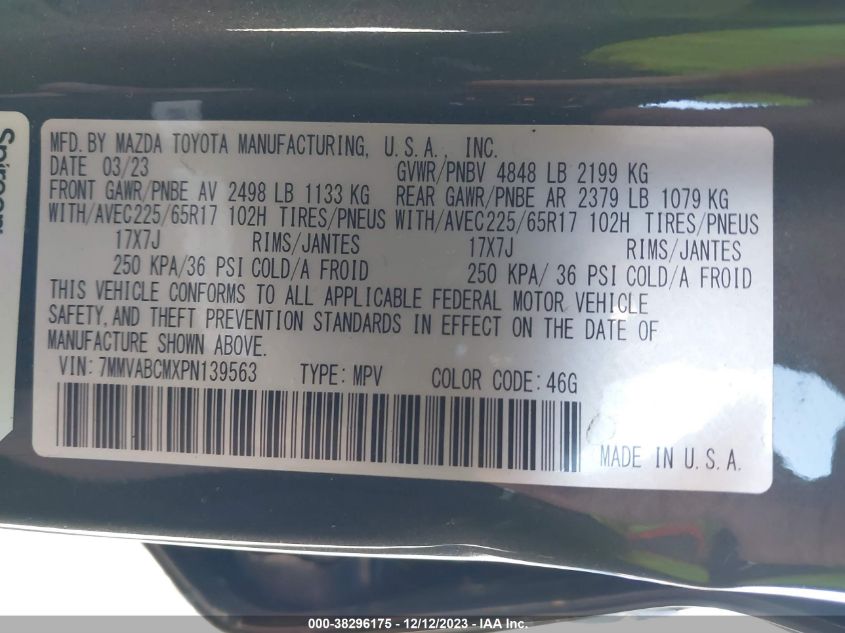 Spigen
MFD. BY MAZDA TOYOTA MANUFACTURING, U.S.A., INC.
DATE 03/23 GVWR/PNBV 4848 LB 2199 KG
FRONT GAWR/PNBE AV 2498 LB 1133 KG REAR GAWR/PNBE AR 2379 LB 1079 KG
WITH/AVEC225/65R17 102H TIRES/PNEUS WITH/AVEC225/65R17 102H TIRES/PNEUS
17X7J RIMS/JANTES 17X7J RIMS/JANTES
250 KPA/36 PSI COLD/A FROID 250 KPA/ 36 PSI COLD/A FROID
THIS VEHICLE CONFORMS TO ALL APPLICABLE FEDERAL MOTOR VEHICLE
SAFETY, AND THEFT PREVENTION STANDARDS IN EFFECT ON THE DATE OF
MANUFACTURE SHOWN ABOVE.
VIN: 7MMVABCMXPN139563 TYPE: MPV COLOR CODE: 46G
MADE IN U.S.A.
000-38296175 - 12/12/2023 - IAA Inc.